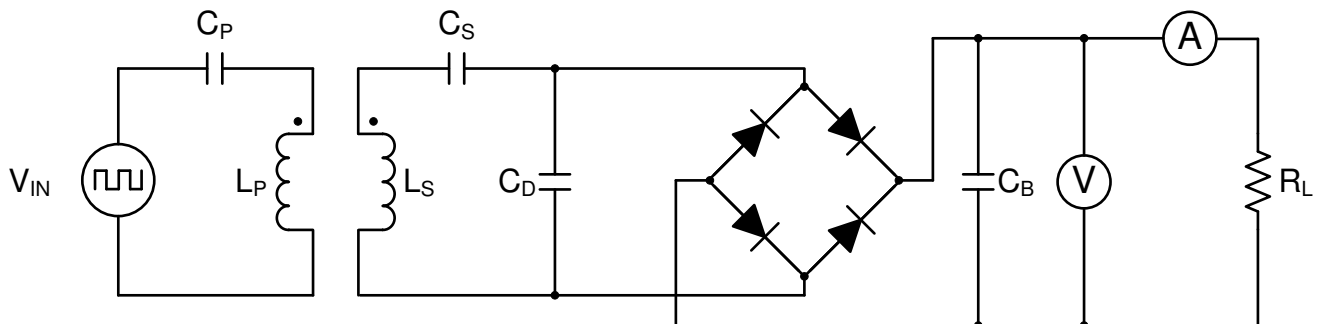 C_P
C_S
A
V_IN
L_P
L_S
C_D
C_B
V
R_L